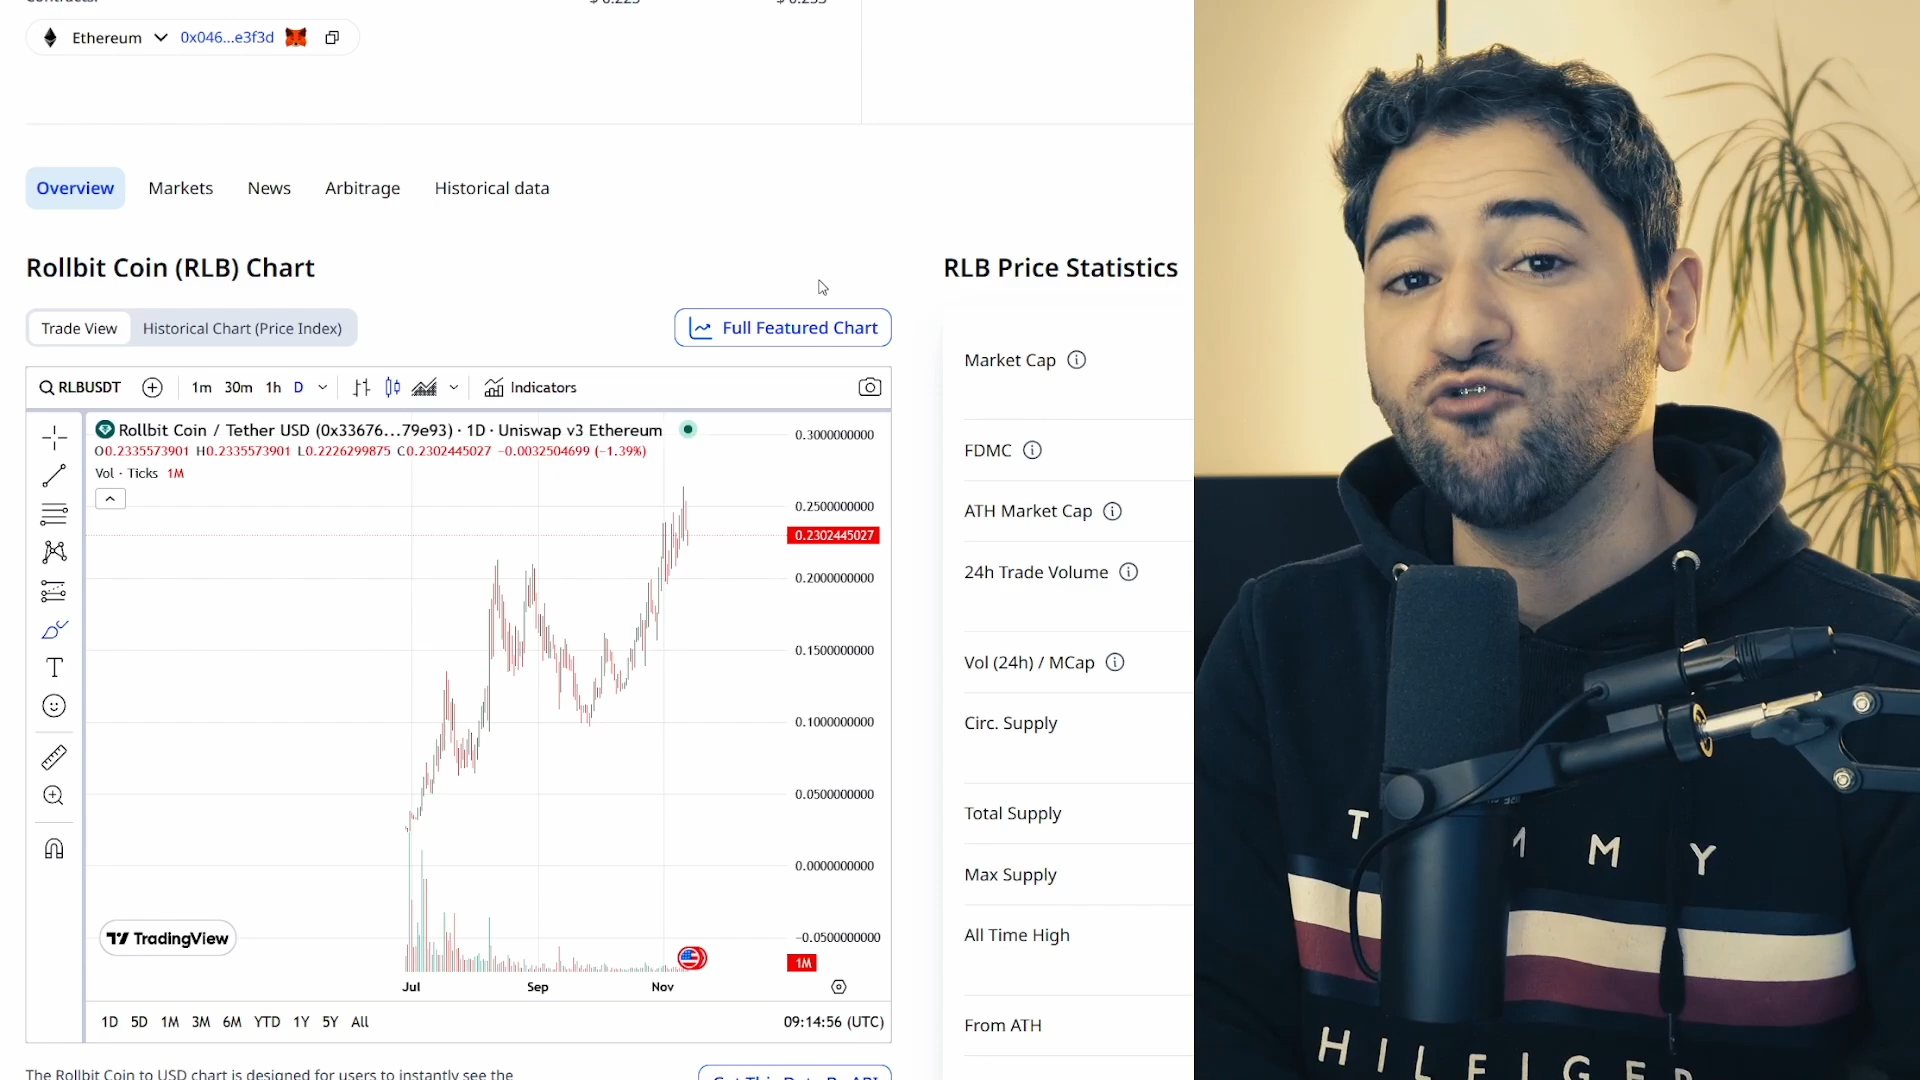 Ethereum 0x046...e3f3d
Overview Markets News Arbitrage Historical data
Rollbit Coin (RLB) Chart
Trade View Historical Chart (Price Index)
Full Featured Chart
RLBUSDT 1m 30m 1h D Indicators
Rollbit Coin / Tether USD (0x33676...79e93) · 1D · Uniswap v3 Ethereum
O0.2335573901 H0.2335573901 L0.2226299875 C0.2302445027 −0.0032504699 (−1.39%)
Vol · Ticks 1M
0.3000000000
0.2500000000
0.2302445027
0.2000000000
0.1500000000
0.1000000000
0.0500000000
0.0000000000
−0.0500000000
1M
TradingView
Jul Sep Nov
1D 5D 1M 3M 6M YTD 1Y 5Y All
09:14:56 (UTC)
The Rollbit Coin to USD chart is designed for users to instantly see the
Get This Data By API
RLB Price Statistics
Market Cap
FDMC
ATH Market Cap
24h Trade Volume
Vol (24h) / MCap
Circ. Supply
Total Supply
Max Supply
All Time High
From ATH